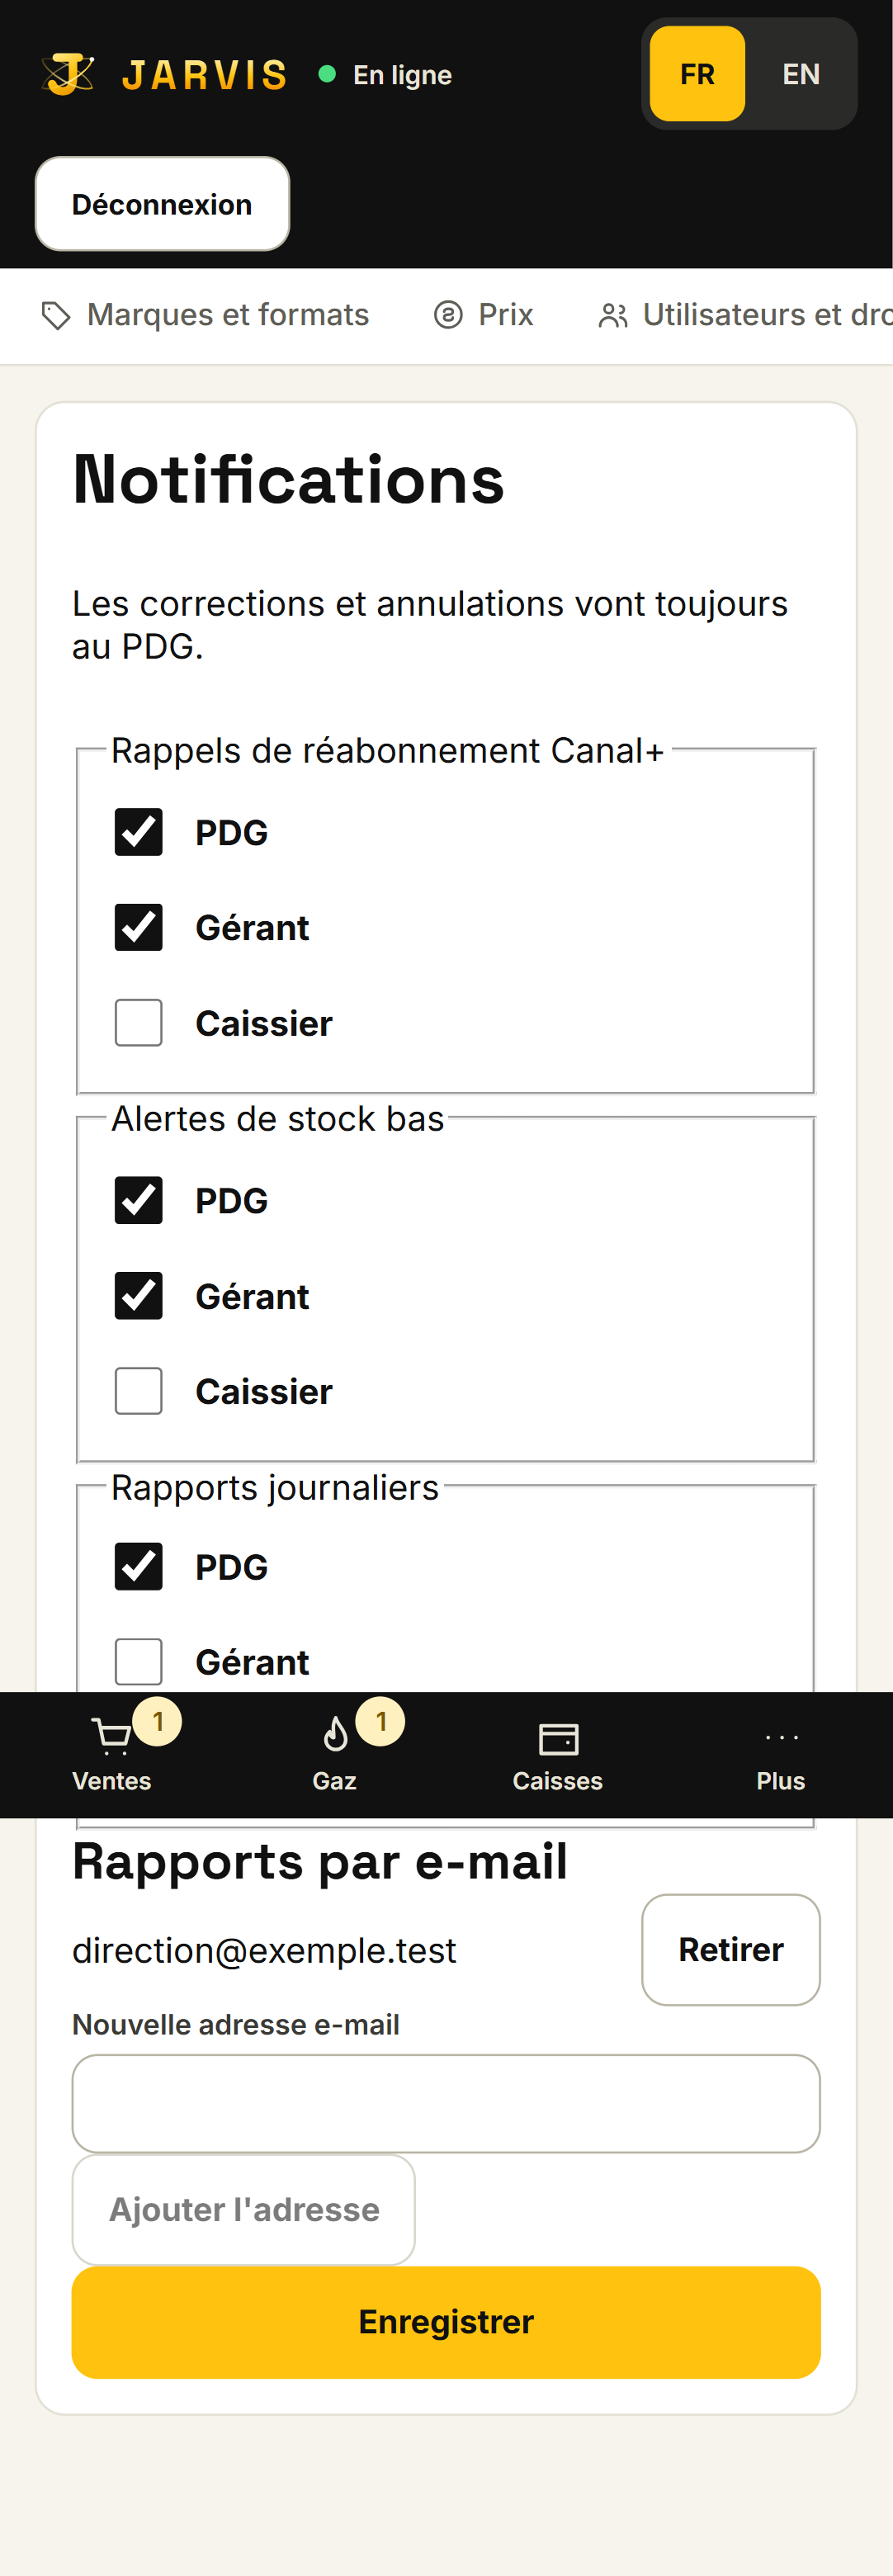 JARVIS
En ligne
FR
EN
Déconnexion
Marques et formats
Prix
Utilisateurs et dro
Notifications
Les corrections et annulations vont toujours
au PDG.
Rappels de réabonnement Canal+
PDG
Gérant
Caissier
Alertes de stock bas
PDG
Gérant
Caissier
Rapports journaliers
PDG
Gérant
1
1
Ventes
Gaz
Caisses
Plus
Rapports par e-mail
direction@exemple.test
Retirer
Nouvelle adresse e-mail
Ajouter l'adresse
Enregistrer